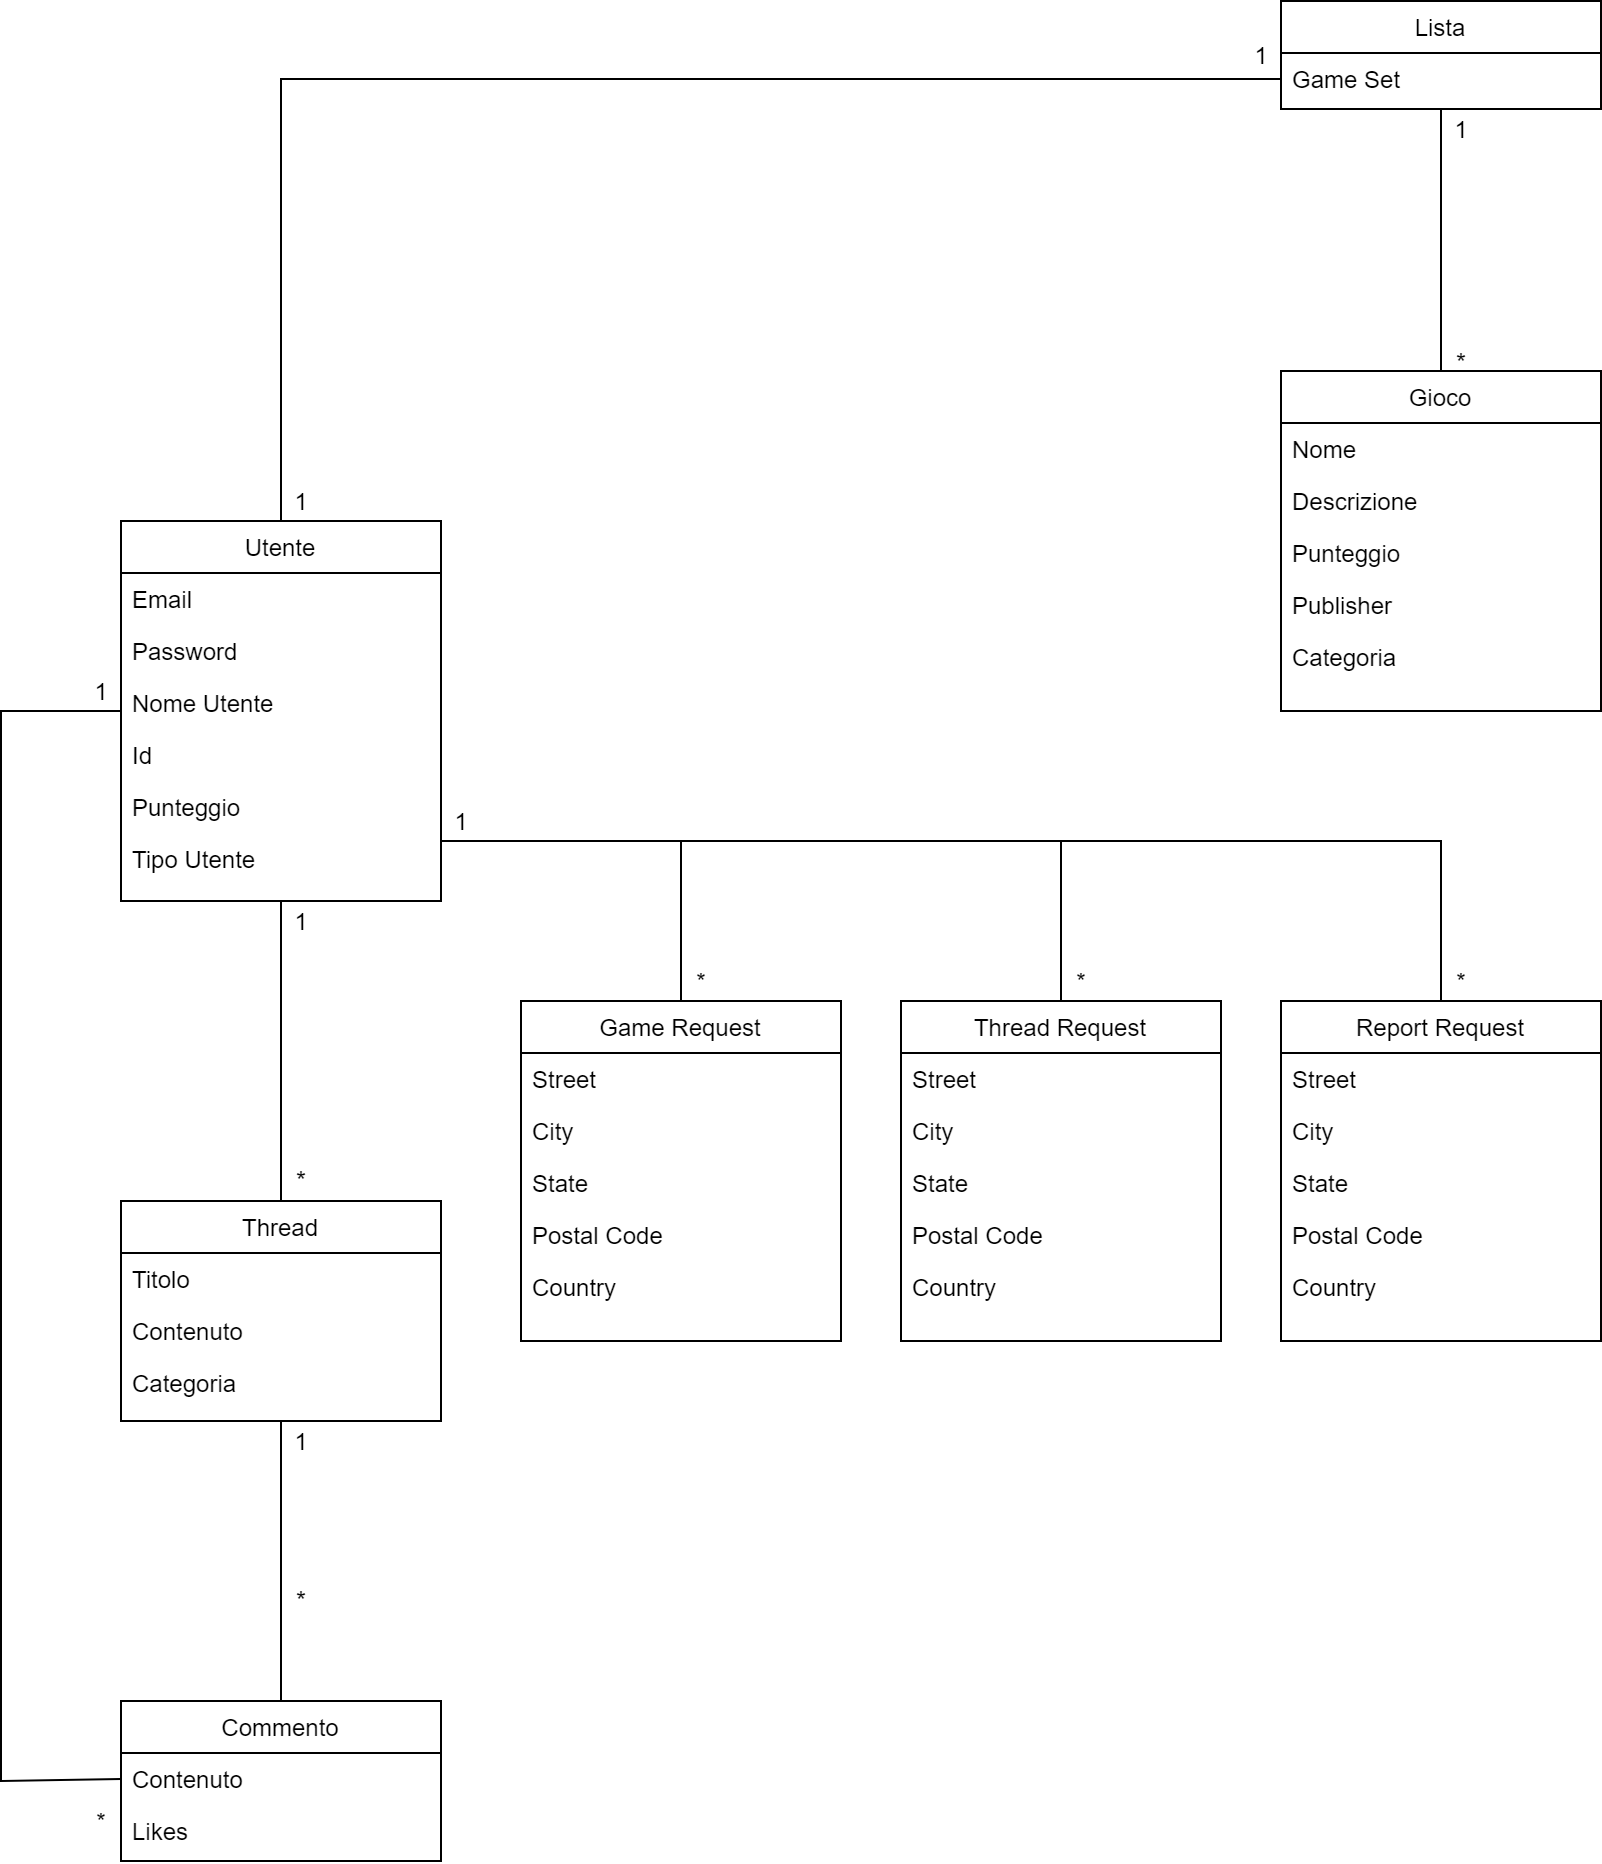 Lista
1
Game Set
1
*
Gioco
Nome
Descrizione
Punteggio
Publisher
Categoria
1
Utente
Email
Password
1
Nome Utente
Id
Punteggio
1
Tipo Utente
1
*
*
*
Game Request
Street
City
State
Postal Code
Country
Thread Request
Street
City
State
Postal Code
Country
Report Request
Street
City
State
Postal Code
Country
*
Thread
Titolo
Contenuto
Categoria
1
*
Commento
Contenuto
*
Likes